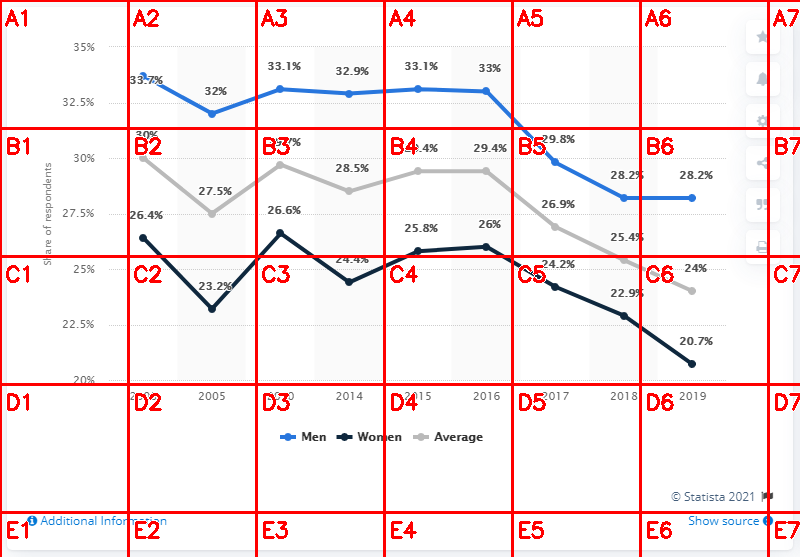 A1 A2 A3 A4 A5 A6 A7
35%
33.1% 32.9% 33.1% 33%
33.7% 32%
32.5%
B1 B2 B3 B4 B5 B6 B7
30% 29.8%
30% 28.5% 29.4% 28.2% 28.2%
27.5% 26.9%
27.5% 26.4% 26.6% 25.8% 26% 25.4%
Share of respondents
C1 C2 C3 C4 C5 C6 C7
25% 23.2% 24.4% 24.2% 22.9% 24%
22.5% 20.7%
20%
D1 D2 D3 D4 D5 D6 D7
2005 2014 2015 2016 2017 2018 2019
Men Women Average
© Statista 2021
Additional Information Show source
E1 E2 E3 E4 E5 E6 E7